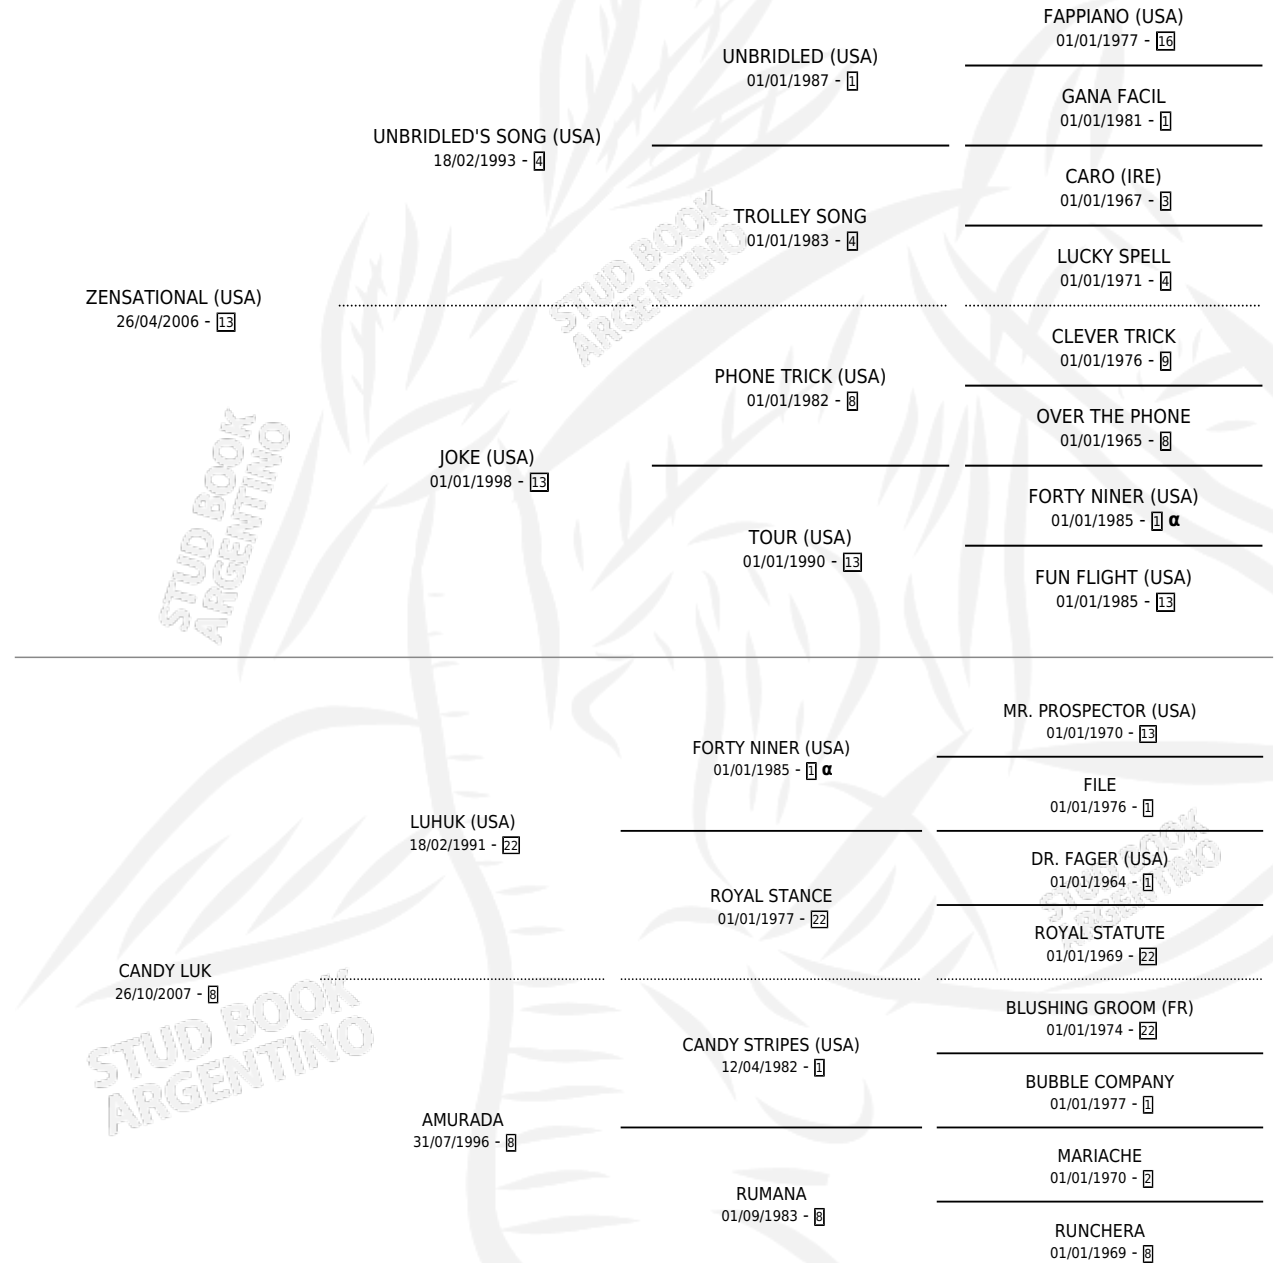 FAPPIANO (USA)
01/01/1977 - 16
UNBRIDLED (USA)
01/01/1987 - 1
GANA FACIL
01/01/1981 - 1
UNBRIDLED'S SONG (USA)
18/02/1993 - 4
CARO (IRE)
01/01/1967 - 3
TROLLEY SONG
01/01/1983 - 4
LUCKY SPELL
01/01/1971 - 4
STUD BOOK
ARGENTINO
ZENSATIONAL (USA)
26/04/2006 - 13
CLEVER TRICK
01/01/1976 - 9
PHONE TRICK (USA)
01/01/1982 - 8
OVER THE PHONE
01/01/1965 - 8
JOKE (USA)
01/01/1998 - 13
FORTY NINER (USA)
01/01/1985 - 1 α
TOUR (USA)
01/01/1990 - 13
FUN FLIGHT (USA)
01/01/1985 - 13
STUD BOOK
ARGENTINO
MR. PROSPECTOR (USA)
01/01/1970 - 13
FORTY NINER (USA)
01/01/1985 - 1 α
FILE
01/01/1976 - 1
LUHUK (USA)
18/02/1991 - 22
DR. FAGER (USA)
01/01/1964 - 1
ROYAL STANCE
01/01/1977 - 22
ROYAL STATUTE
01/01/1969 - 22
STUD BOOK
ARGENTINO
CANDY LUK
26/10/2007 - 8
BLUSHING GROOM (FR)
01/01/1974 - 22
CANDY STRIPES (USA)
12/04/1982 - 1
BUBBLE COMPANY
01/01/1977 - 1
STUD BOOK
ARGENTINO
AMURADA
31/07/1996 - 8
MARIACHE
01/01/1970 - 2
RUMANA
01/09/1983 - 8
RUNCHERA
01/01/1969 - 8